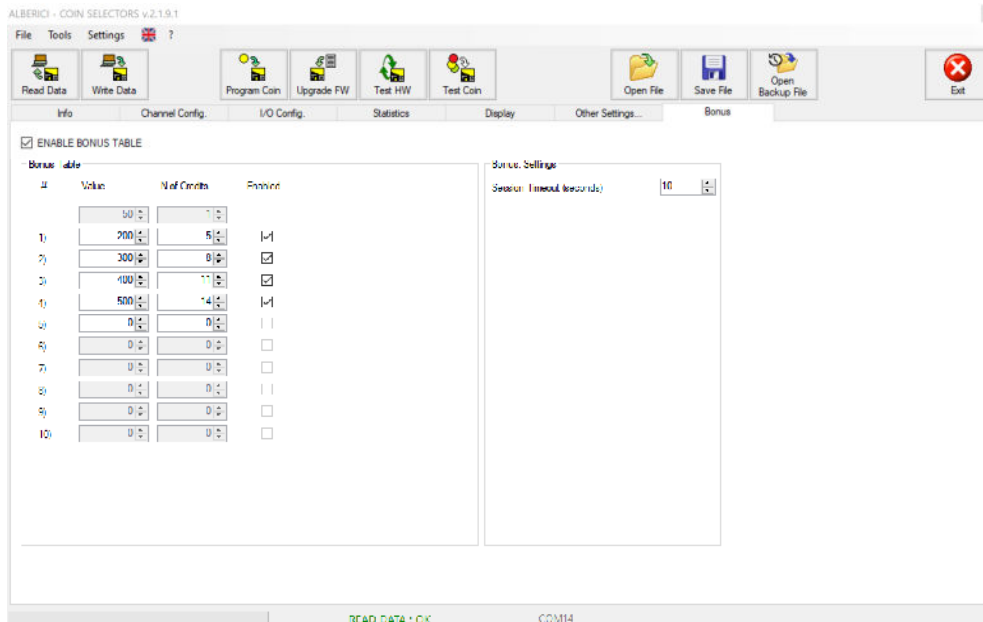 ALBERICI - COIN SELECTORS v.2.1.9.1
File Tools Settings ?
Read Data Write Data Program Coin Upgrade FW Test HW Test Coin Open File Save File Open Backup File Exit
Info Channel Config. I/O Config. Statistics Display Other Settings... Bonus
ENABLE BONUS TABLE
Bonus Table Bonus Settings
# Value N.of Credits Enabled Session Timeout (seconds) 10
50 1
1) 200 5
2) 300 8
3) 400 11
4) 500 14
5) 0 0
6) 0 0
7) 0 0
8) 0 0
9) 0 0
10) 0 0
READ DATA : OK COM14